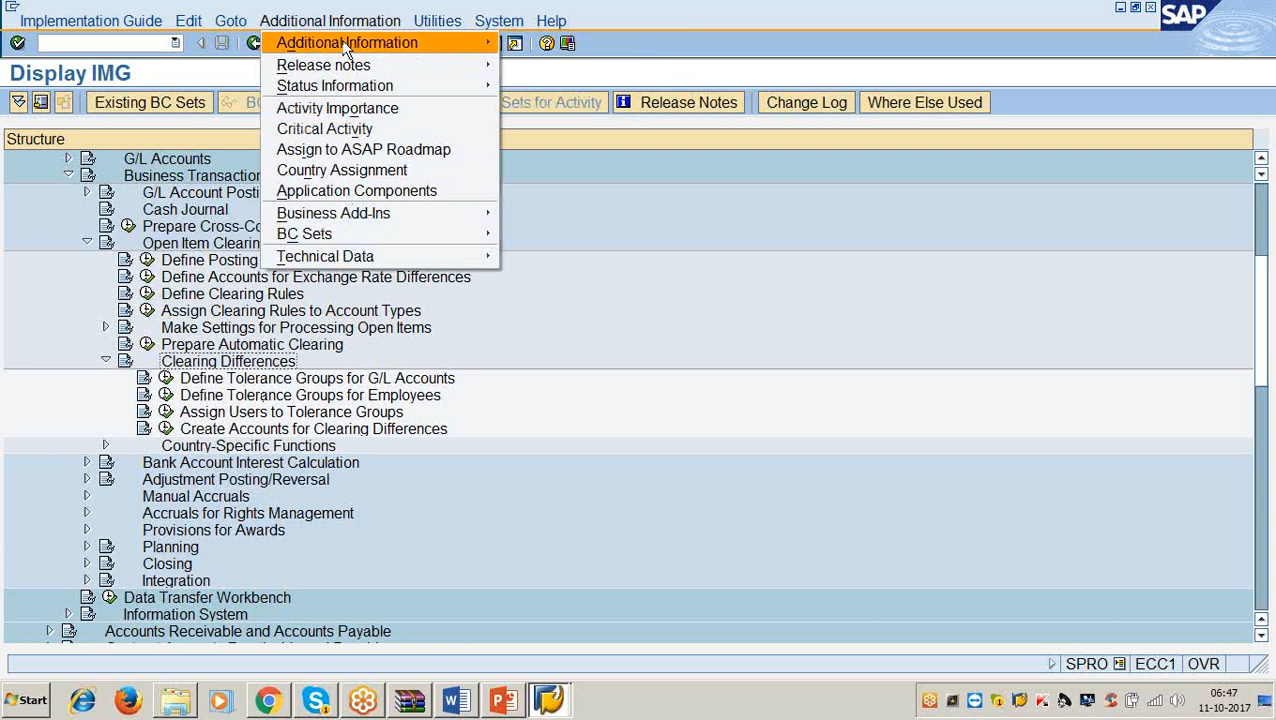 Implementation Guide Edit Goto Additional Information Utilities System Help
SAP
Additional Information
Display IMG
Release notes
Status Information
Existing BC Sets Sets for Activity Release Notes Change Log Where Else Used
Activity Importance
Critical Activity
Structure
Assign to ASAP Roadmap
G/L Accounts
Country Assignment
Business Transaction
G/L Account Posti
Application Components
Cash Journal
Business Add-Ins
Prepare Cross-Co
BC Sets
Open Item Clearin
Technical Data
Define Posting
Define Accounts for Exchange Rate Differences
Define Clearing Rules
Assign Clearing Rules to Account Types
Make Settings for Processing Open Items
Prepare Automatic Clearing
Clearing Differences
Define Tolerance Groups for G/L Accounts
Define Tolerance Groups for Employees
Assign Users to Tolerance Groups
Create Accounts for Clearing Differences
Country-Specific Functions
Bank Account Interest Calculation
Adjustment Posting/Reversal
Manual Accruals
Accruals for Rights Management
Provisions for Awards
Planning
Closing
Integration
Data Transfer Workbench
Information System
Accounts Receivable and Accounts Payable
SPRO ECC1 OVR
Start 06:47
11-10-2017